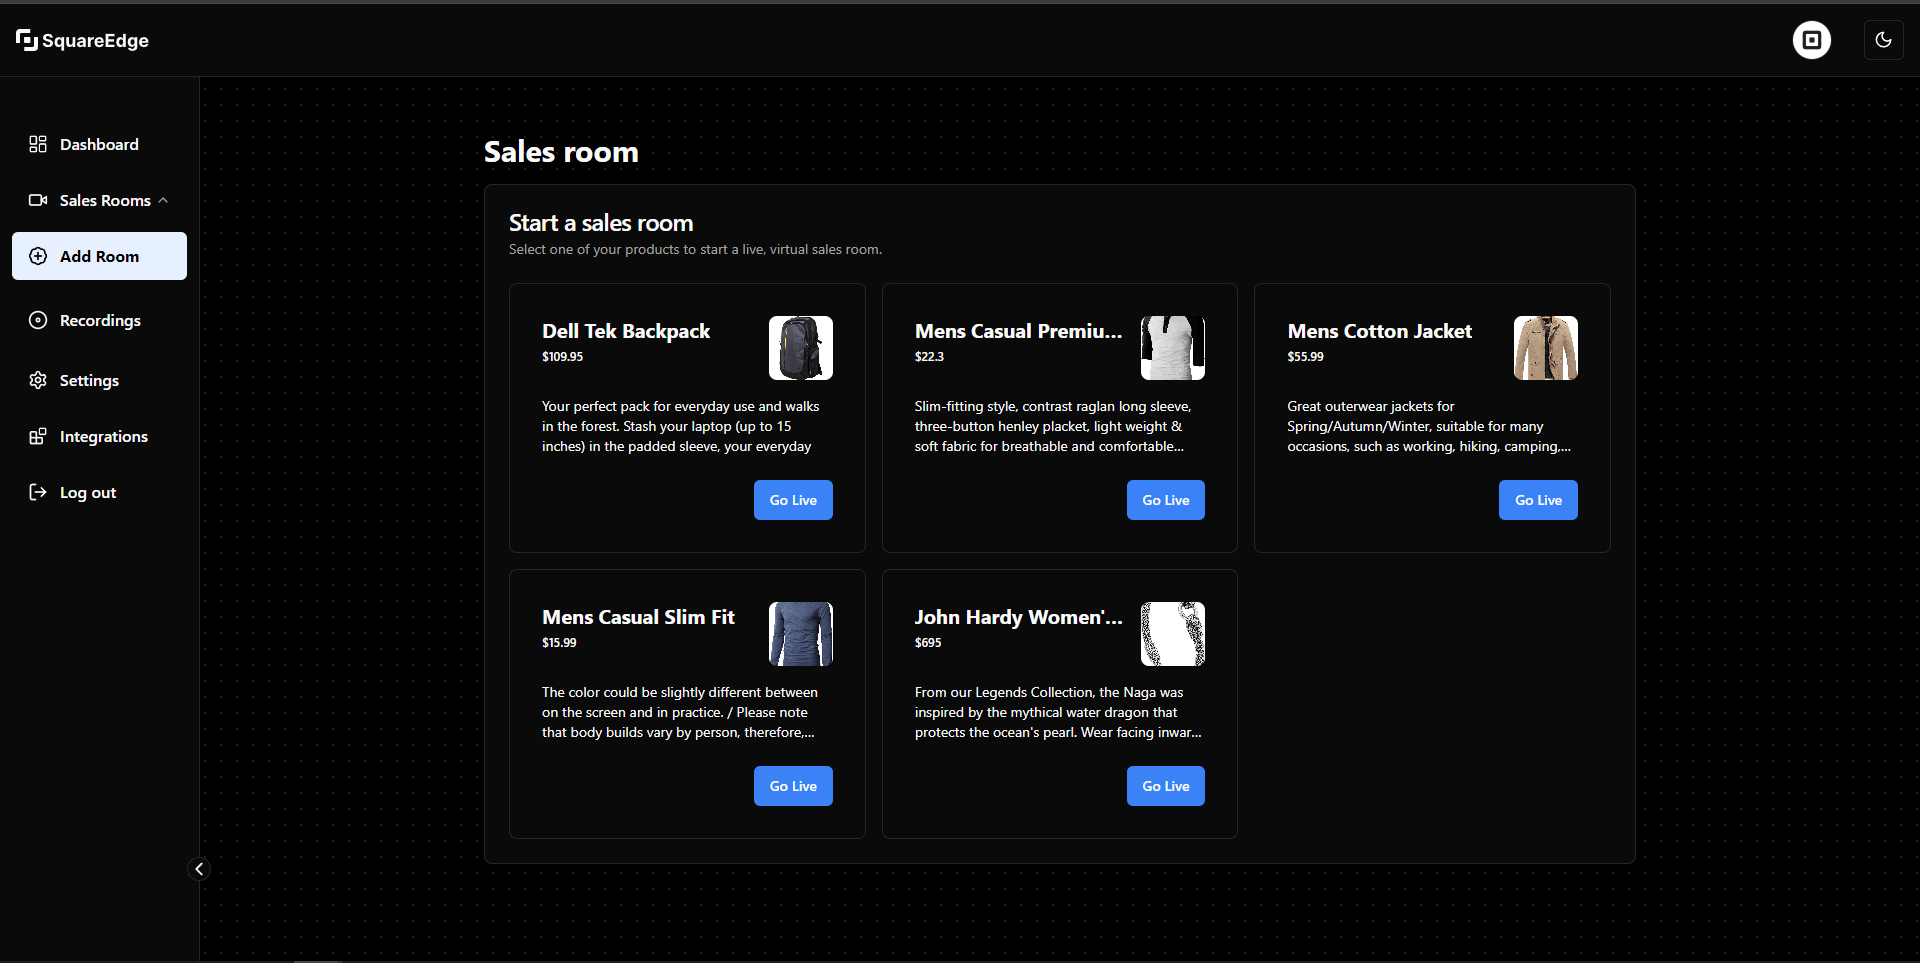 SquareEdge
Dashboard
Sales Rooms
Add Room
Recordings
Settings
Integrations
Log out
Sales room
Start a sales room
Select one of your products to start a live, virtual sales room.
Dell Tek Backpack
$109.95
Your perfect pack for everyday use and walks
in the forest. Stash your laptop (up to 15
inches) in the padded sleeve, your everyday
Go Live
Mens Casual Premiu...
$22.3
Slim-fitting style, contrast raglan long sleeve,
three-button henley placket, light weight &
soft fabric for breathable and comfortable...
Go Live
Mens Cotton Jacket
$55.99
Great outerwear jackets for
Spring/Autumn/Winter, suitable for many
occasions, such as working, hiking, camping,...
Go Live
Mens Casual Slim Fit
$15.99
The color could be slightly different between
on the screen and in practice. / Please note
that body builds vary by person, therefore,...
Go Live
John Hardy Women'...
$695
From our Legends Collection, the Naga was
inspired by the mythical water dragon that
protects the ocean's pearl. Wear facing inwar...
Go Live